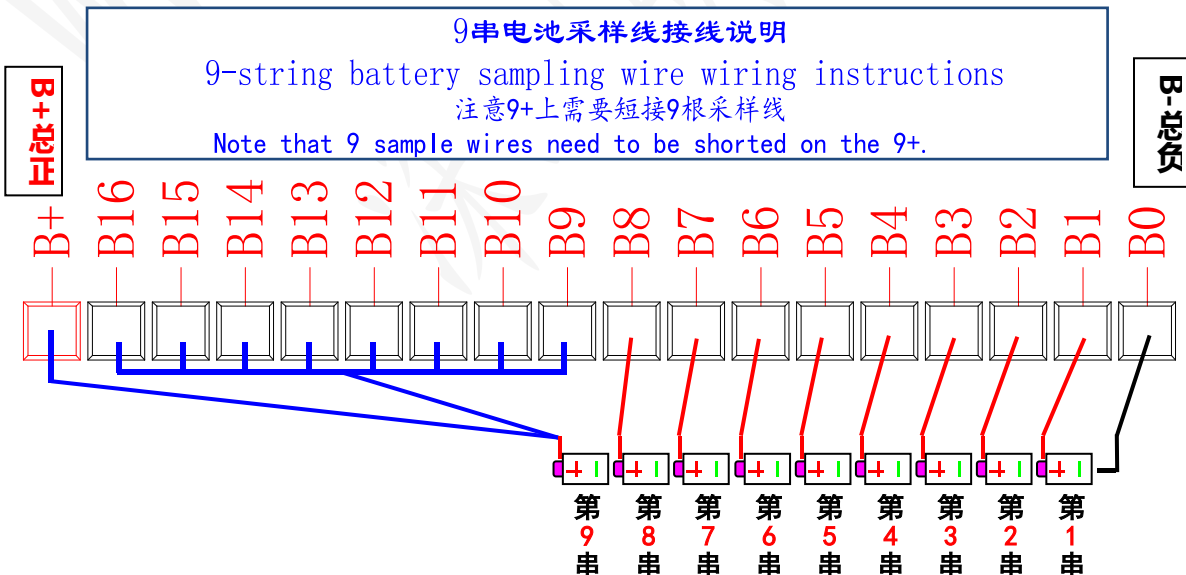 9串电池采样线接线说明
9-string battery sampling wire wiring instructions
注意9+上需要短接9根采样线
Note that 9 sample wires need to be shorted on the 9+.
B+总正
B-总负
B+ B16 B15 B14 B13 B12 B11 B10 B9 B8 B7 B6 B5 B4 B3 B2 B1 B0
+ - + - + - + - + - + - + - + - + -
第9串 第8串 第7串 第6串 第5串 第4串 第3串 第2串 第1串